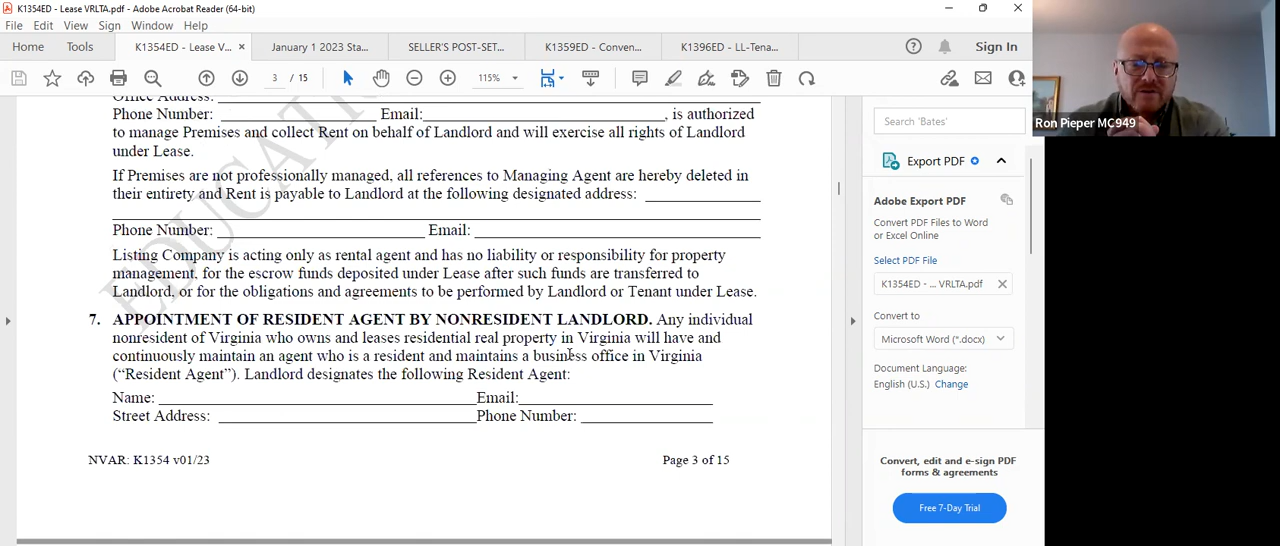 K1354ED - Lease VRLTA.pdf - Adobe Acrobat Reader (64-bit)
File Edit View Sign Window Help
Home Tools K1354ED - Lease V... × January 1 2023 Sta... SELLER'S POST-SET... K1359ED - Conven... K1396ED - LL-Tena... Sign In
3 / 15 115%
Office Address:
Phone Number: Email: , is authorized
to manage Premises and collect Rent on behalf of Landlord and will exercise all rights of Landlord
under Lease.
If Premises are not professionally managed, all references to Managing Agent are hereby deleted in
their entirety and Rent is payable to Landlord at the following designated address:
Phone Number: Email:
Listing Company is acting only as rental agent and has no liability or responsibility for property
management, for the escrow funds deposited under Lease after such funds are transferred to
Landlord, or for the obligations and agreements to be performed by Landlord or Tenant under Lease.
7. APPOINTMENT OF RESIDENT AGENT BY NONRESIDENT LANDLORD. Any individual
nonresident of Virginia who owns and leases residential real property in Virginia will have and
continuously maintain an agent who is a resident and maintains a business office in Virginia
("Resident Agent"). Landlord designates the following Resident Agent:
Name: Email:
Street Address: Phone Number:
NVAR: K1354 v01/23 Page 3 of 15
EDUCATI
Search 'Bates'
Export PDF
Adobe Export PDF
Convert PDF Files to Word
or Excel Online
Select PDF File
K1354ED - ... VRLTA.pdf
Convert to
Microsoft Word (*.docx)
Document Language:
English (U.S.) Change
Convert, edit and e-sign PDF
forms & agreements
Free 7-Day Trial
Ron Pieper MC949